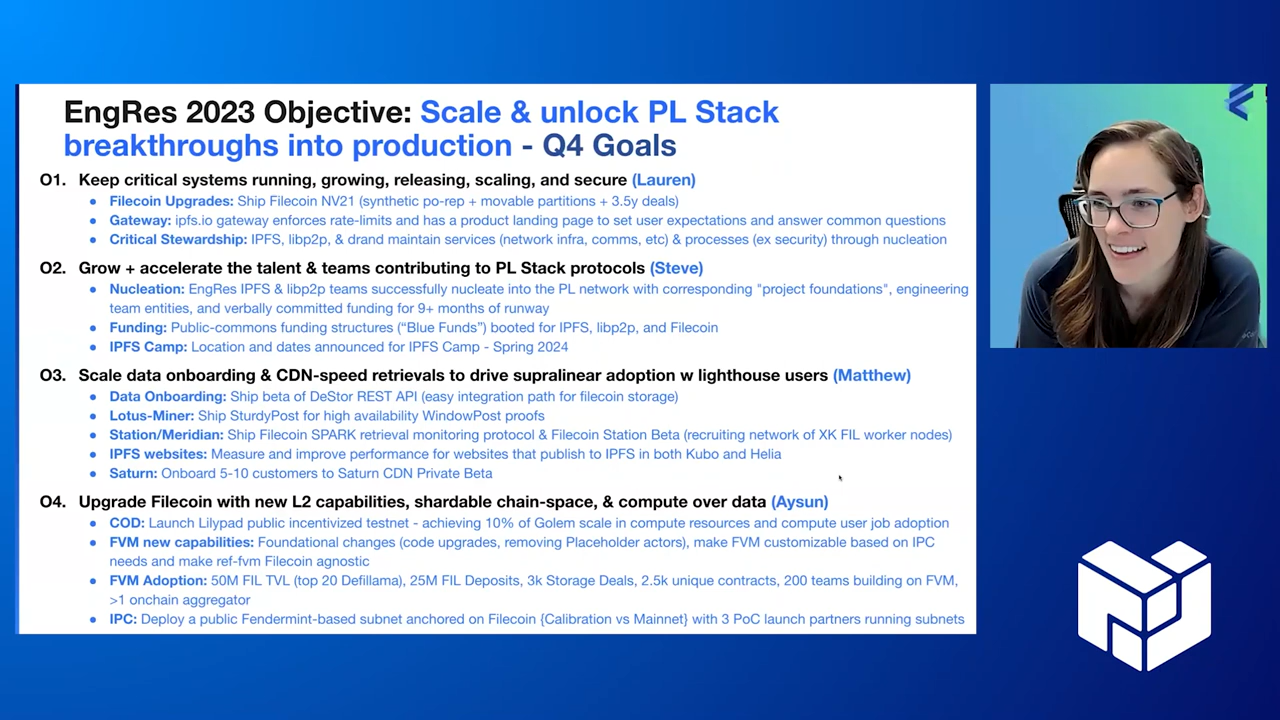 EngRes 2023 Objective: Scale & unlock PL Stack
breakthroughs into production - Q4 Goals
O1. Keep critical systems running, growing, releasing, scaling, and secure (Lauren)
● Filecoin Upgrades: Ship Filecoin NV21 (synthetic po-rep + movable partitions + 3.5y deals)
● Gateway: ipfs.io gateway enforces rate-limits and has a product landing page to set user expectations and answer common questions
● Critical Stewardship: IPFS, libp2p, & drand maintain services (network infra, comms, etc) & processes (ex security) through nucleation
O2. Grow + accelerate the talent & teams contributing to PL Stack protocols (Steve)
● Nucleation: EngRes IPFS & libp2p teams successfully nucleate into the PL network with corresponding "project foundations", engineering
team entities, and verbally committed funding for 9+ months of runway
● Funding: Public-commons funding structures (“Blue Funds”) booted for IPFS, libp2p, and Filecoin
● IPFS Camp: Location and dates announced for IPFS Camp - Spring 2024
O3. Scale data onboarding & CDN-speed retrievals to drive supralinear adoption w lighthouse users (Matthew)
● Data Onboarding: Ship beta of DeStor REST API (easy integration path for filecoin storage)
● Lotus-Miner: Ship SturdyPost for high availability WindowPost proofs
● Station/Meridian: Ship Filecoin SPARK retrieval monitoring protocol & Filecoin Station Beta (recruiting network of XK FIL worker nodes)
● IPFS websites: Measure and improve performance for websites that publish to IPFS in both Kubo and Helia
● Saturn: Onboard 5-10 customers to Saturn CDN Private Beta
O4. Upgrade Filecoin with new L2 capabilities, shardable chain-space, & compute over data (Aysun)
● COD: Launch Lilypad public incentivized testnet - achieving 10% of Golem scale in compute resources and compute user job adoption
● FVM new capabilities: Foundational changes (code upgrades, removing Placeholder actors), make FVM customizable based on IPC
needs and make ref-fvm Filecoin agnostic
● FVM Adoption: 50M FIL TVL (top 20 Defillama), 25M FIL Deposits, 3k Storage Deals, 2.5k unique contracts, 200 teams building on FVM,
>1 onchain aggregator
● IPC: Deploy a public Fendermint-based subnet anchored on Filecoin {Calibration vs Mainnet} with 3 PoC launch partners running subnets